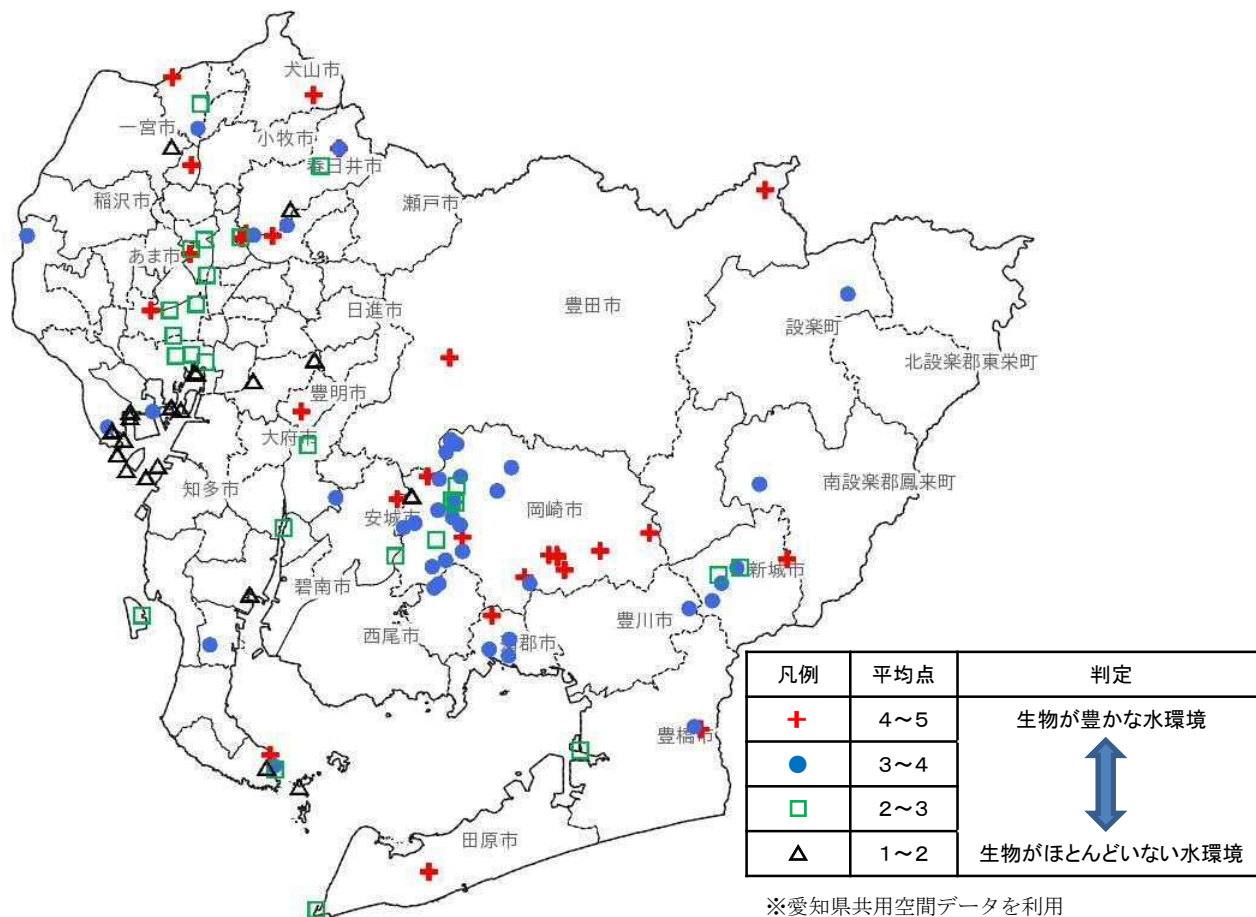 犬山市
一宮市
小牧市
春日井市
稲沢市
瀬戸市
あま市
日進市
豊田市
設楽町
北設楽郡東栄町
豊明市
大府市
知多市
安城市
岡崎市
南設楽郡鳳来町
新城市
碧南市
西尾市
豊川市
郡市
豊橋市
田原市
凡例 平均点 判定
4～5 生物が豊かな水環境
3～4
2～3
1～2 生物がほとんどいない水環境
※愛知県共用空間データを利用